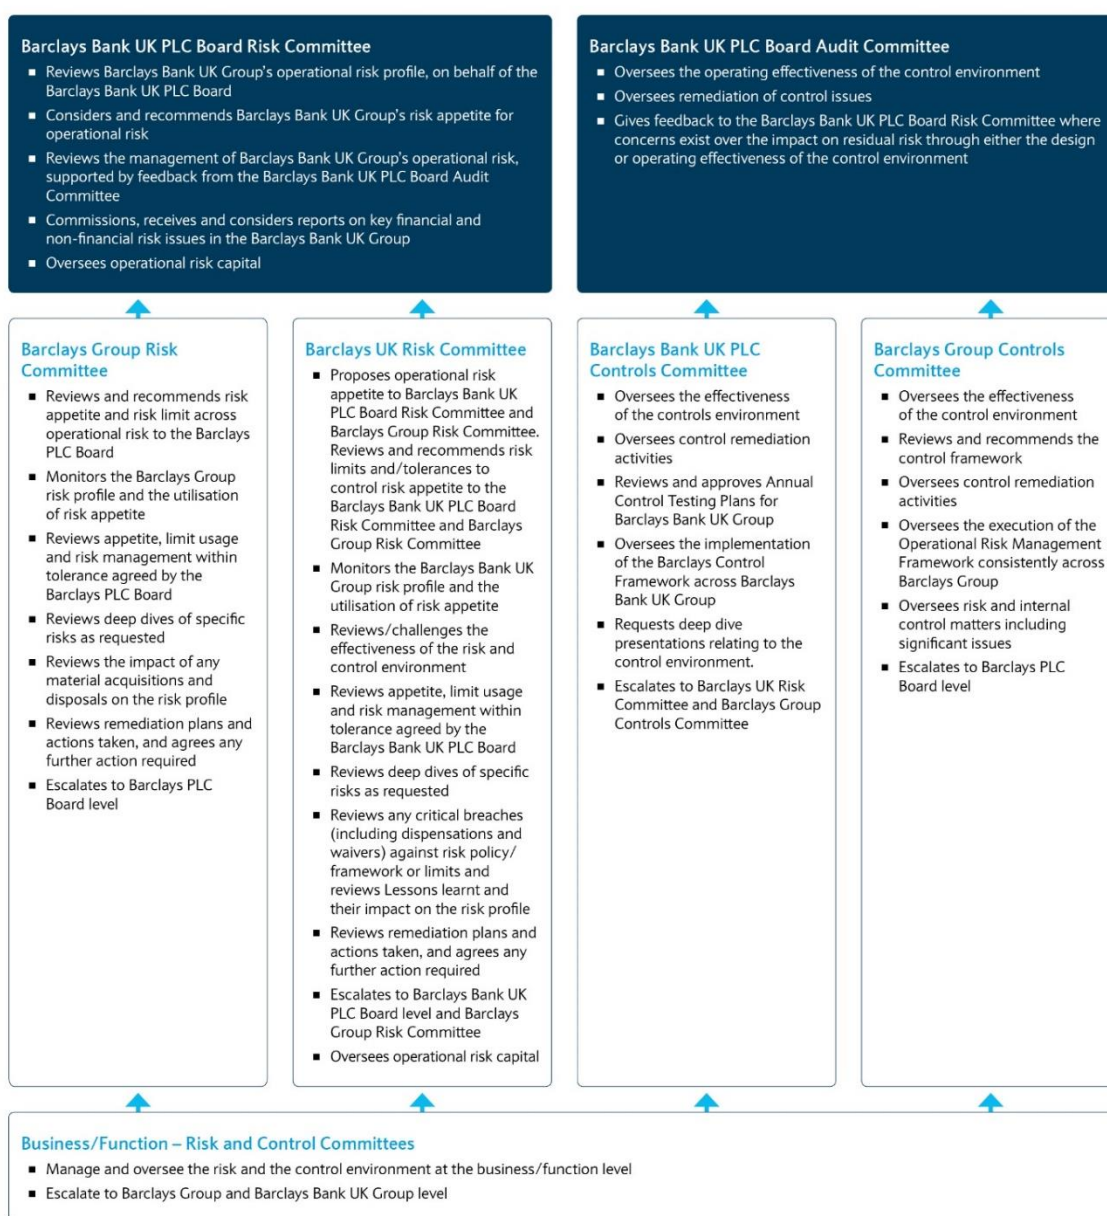 Barclays Bank UK PLC Board Risk Committee
▪ Reviews Barclays Bank UK Group’s operational risk profile, on behalf of the
Barclays Bank UK PLC Board
▪ Considers and recommends Barclays Bank UK Group’s risk appetite for
operational risk
▪ Reviews the management of Barclays Bank UK Group’s operational risk,
supported by feedback from the Barclays Bank UK PLC Board Audit
Committee
▪ Commissions, receives and considers reports on key financial and
non-financial risk issues in the Barclays Bank UK Group
▪ Oversees operational risk capital
Barclays Bank UK PLC Board Audit Committee
▪ Oversees the operating effectiveness of the control environment
▪ Oversees remediation of control issues
▪ Gives feedback to the Barclays Bank UK PLC Board Risk Committee where
concerns exist over the impact on residual risk through either the design
or operating effectiveness of the control environment
Barclays Group Risk
Committee
▪ Reviews and recommends risk
appetite and risk limit across
operational risk to the Barclays
PLC Board
▪ Monitors the Barclays Group
risk profile and the utilisation
of risk appetite
▪ Reviews appetite, limit usage
and risk management within
tolerance agreed by the
Barclays PLC Board
▪ Reviews deep dives of specific
risks as requested
▪ Reviews the impact of any
material acquisitions and
disposals on the risk profile
▪ Reviews remediation plans and
actions taken, and agrees any
further action required
▪ Escalates to Barclays PLC
Board level
Barclays UK Risk Committee
▪ Proposes operational risk
appetite to Barclays Bank UK
PLC Board Risk Committee and
Barclays Group Risk Committee.
Reviews and recommends risk
limits and/tolerances to
control risk appetite to the
Barclays Bank UK PLC Board
Risk Committee and Barclays
Group Risk Committee
▪ Monitors the Barclays Bank UK
Group risk profile and the
utilisation of risk appetite
▪ Reviews/challenges the
effectiveness of the risk and
control environment
▪ Reviews appetite, limit usage
and risk management within
tolerance agreed by the
Barclays Bank UK PLC Board
▪ Reviews deep dives of specific
risks as requested
▪ Reviews any critical breaches
(including dispensations and
waivers) against risk policy/
framework or limits and
reviews Lessons learnt and
their impact on the risk profile
▪ Reviews remediation plans and
actions taken, and agrees any
further action required
▪ Escalates to Barclays Bank UK
PLC Board level and Barclays
Group Risk Committee
▪ Oversees operational risk capital
Barclays Bank UK PLC
Controls Committee
▪ Oversees the effectiveness
of the controls environment
▪ Oversees control remediation
activities
▪ Reviews and approves Annual
Control Testing Plans for
Barclays Bank UK Group
▪ Oversees the implementation
of the Barclays Control
Framework across Barclays
Bank UK Group
▪ Requests deep dive
presentations relating to the
control environment.
▪ Escalates to Barclays UK Risk
Committee and Barclays Group
Controls Committee
Barclays Group Controls
Committee
▪ Oversees the effectiveness
of the control environment
▪ Reviews and recommends the
control framework
▪ Oversees control remediation
activities
▪ Oversees the execution of the
Operational Risk Management
Framework consistently across
Barclays Group
▪ Oversees risk and internal
control matters including
significant issues
▪ Escalates to Barclays PLC
Board level
Business/Function – Risk and Control Committees
▪ Manage and oversee the risk and the control environment at the business/function level
▪ Escalate to Barclays Group and Barclays Bank UK Group level